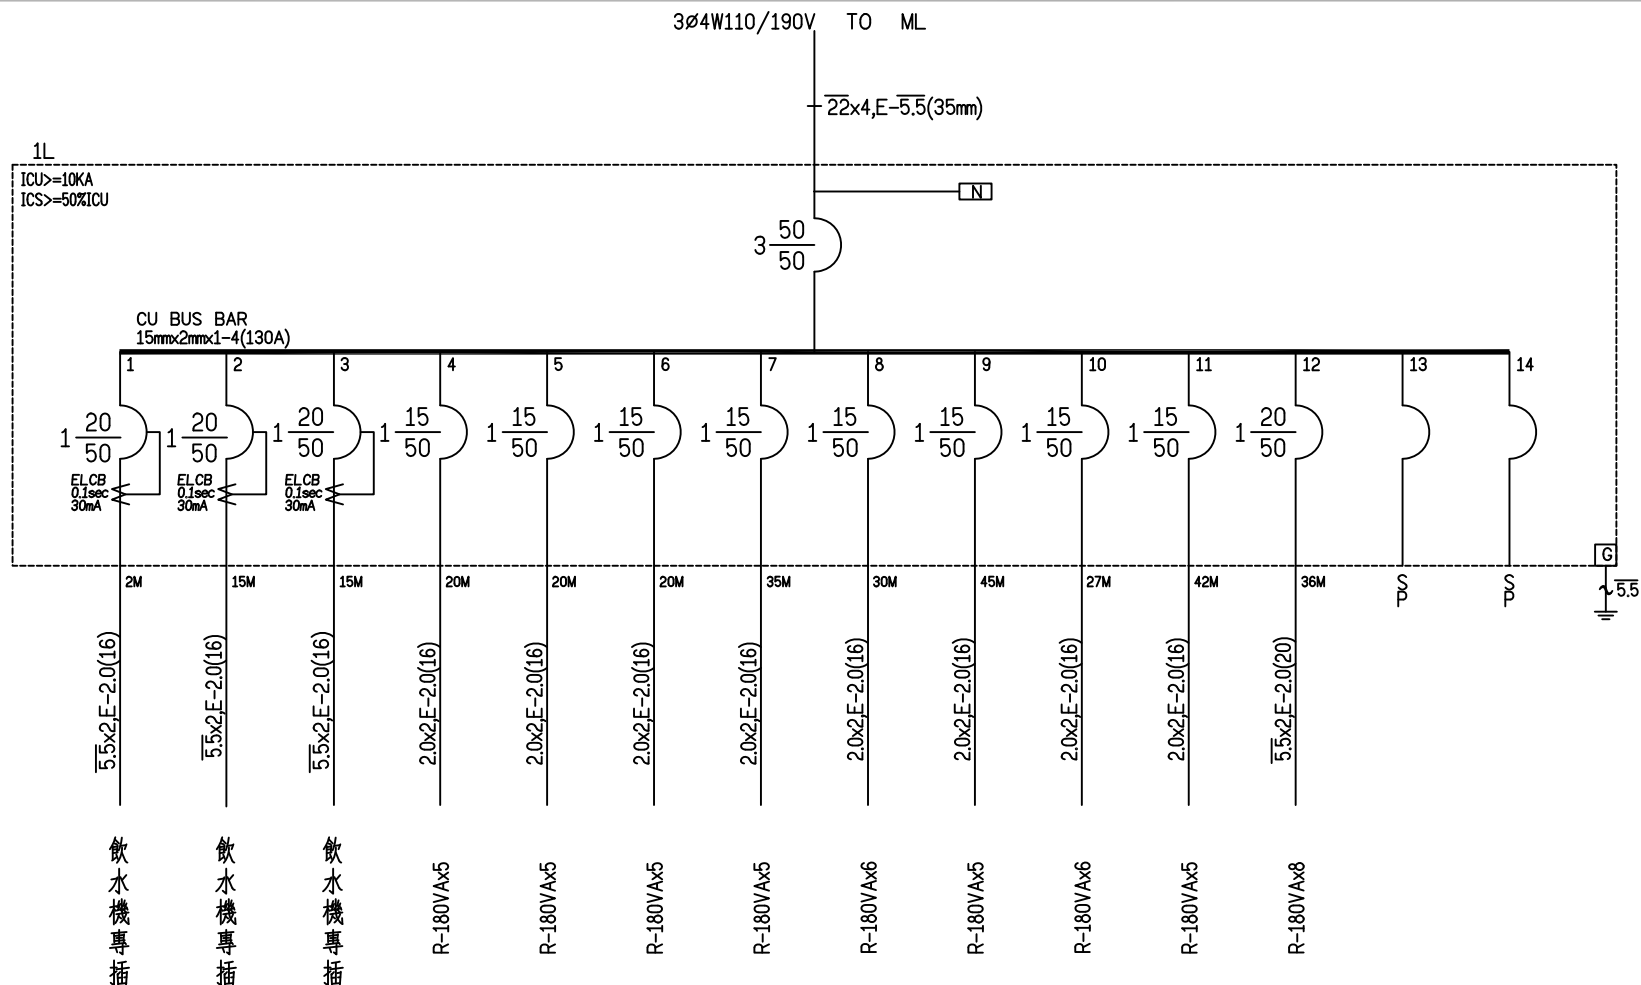 3ø4W110/190V TO ML
22x4,E-5.5(35mm)
1L
ICU>=10KA
ICS>=50%ICU
N
3 50
50
CU BUS BAR
15mmx2mmx1-4(130A)
1 2 3 4 5 6 7 8 9 10 11 12 13 14
1 20
50
1 20
50
1 20
50
1 15
50
1 15
50
1 15
50
1 15
50
1 15
50
1 15
50
1 15
50
1 15
50
1 20
50
ELCB
0.1sec
30mA
ELCB
0.1sec
30mA
ELCB
0.1sec
30mA
G
5.5
2M 15M 15M 20M 20M 20M 35M 30M 45M 27M 42M 36M
SP
SP
5.5x2,E-2.0(16)
5.5x2,E-2.0(16)
5.5x2,E-2.0(16)
2.0x2,E-2.0(16)
2.0x2,E-2.0(16)
2.0x2,E-2.0(16)
2.0x2,E-2.0(16)
2.0x2,E-2.0(16)
2.0x2,E-2.0(16)
2.0x2,E-2.0(16)
2.0x2,E-2.0(16)
5.5x2,E-2.0(20)
飲水機專插
飲水機專插
飲水機專插
R-180VAx5
R-180VAx5
R-180VAx5
R-180VAx5
R-180VAx6
R-180VAx5
R-180VAx6
R-180VAx5
R-180VAx8